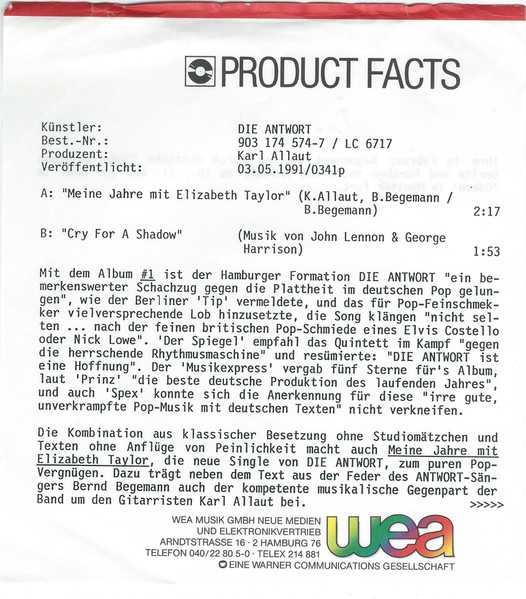 PRODUCT FACTS
Künstler: DIE ANTWORT
Best.-Nr.: 903 174 574-7 / LC 6717
Produzent: Karl Allaut
Veröffentlicht: 03.05.1991/0341p
A: "Meine Jahre mit Elizabeth Taylor" (K.Allaut, B.Begemann /
B.Begemann) 2:17
B: "Cry For A Shadow" (Musik von John Lennon & George
Harrison) 1:53
Mit dem Album #1 ist der Hamburger Formation DIE ANTWORT "ein be-
merkenswerter Schachzug gegen die Plattheit im deutschen Pop gelun-
gen", wie der Berliner 'Tip' vermeldete, und das für Pop-Feinschmek-
ker vielversprechende Lob hinzusetzte, die Song klängen "nicht sel-
ten ... nach der feinen britischen Pop-Schmiede eines Elvis Costello
oder Nick Lowe". 'Der Spiegel' empfahl das Quintett im Kampf "gegen
die herrschende Rhythmusmaschine" und resümierte: "DIE ANTWORT ist
eine Hoffnung". Der 'Musikexpress' vergab fünf Sterne für's Album,
laut 'Prinz' "die beste deutsche Produktion des laufenden Jahres",
und auch 'Spex' konnte sich die Anerkennung für diese "irre gute,
unverkrampfte Pop-Musik mit deutschen Texten" nicht verkneifen.
Die Kombination aus klassischer Besetzung ohne Studiomätzchen und
Texten ohne Anflüge von Peinlichkeit macht auch Meine Jahre mit
Elizabeth Taylor, die neue Single von DIE ANTWORT, zum puren Pop-
Vergnügen. Dazu trägt neben dem Text aus der Feder des ANTWORT-Sän-
gers Bernd Begemann auch der kompetente musikalische Gegenpart der
Band um den Gitarristen Karl Allaut bei. >>>>>
WEA MUSIK GMBH NEUE MEDIEN
UND ELEKTRONIKVERTRIEB
ARNDTSTRASSE 16 · 2 HAMBURG 76
TELEFON 040/22 80 5-0 · TELEX 214 881
wea
EINE WARNER COMMUNICATIONS GESELLSCHAFT